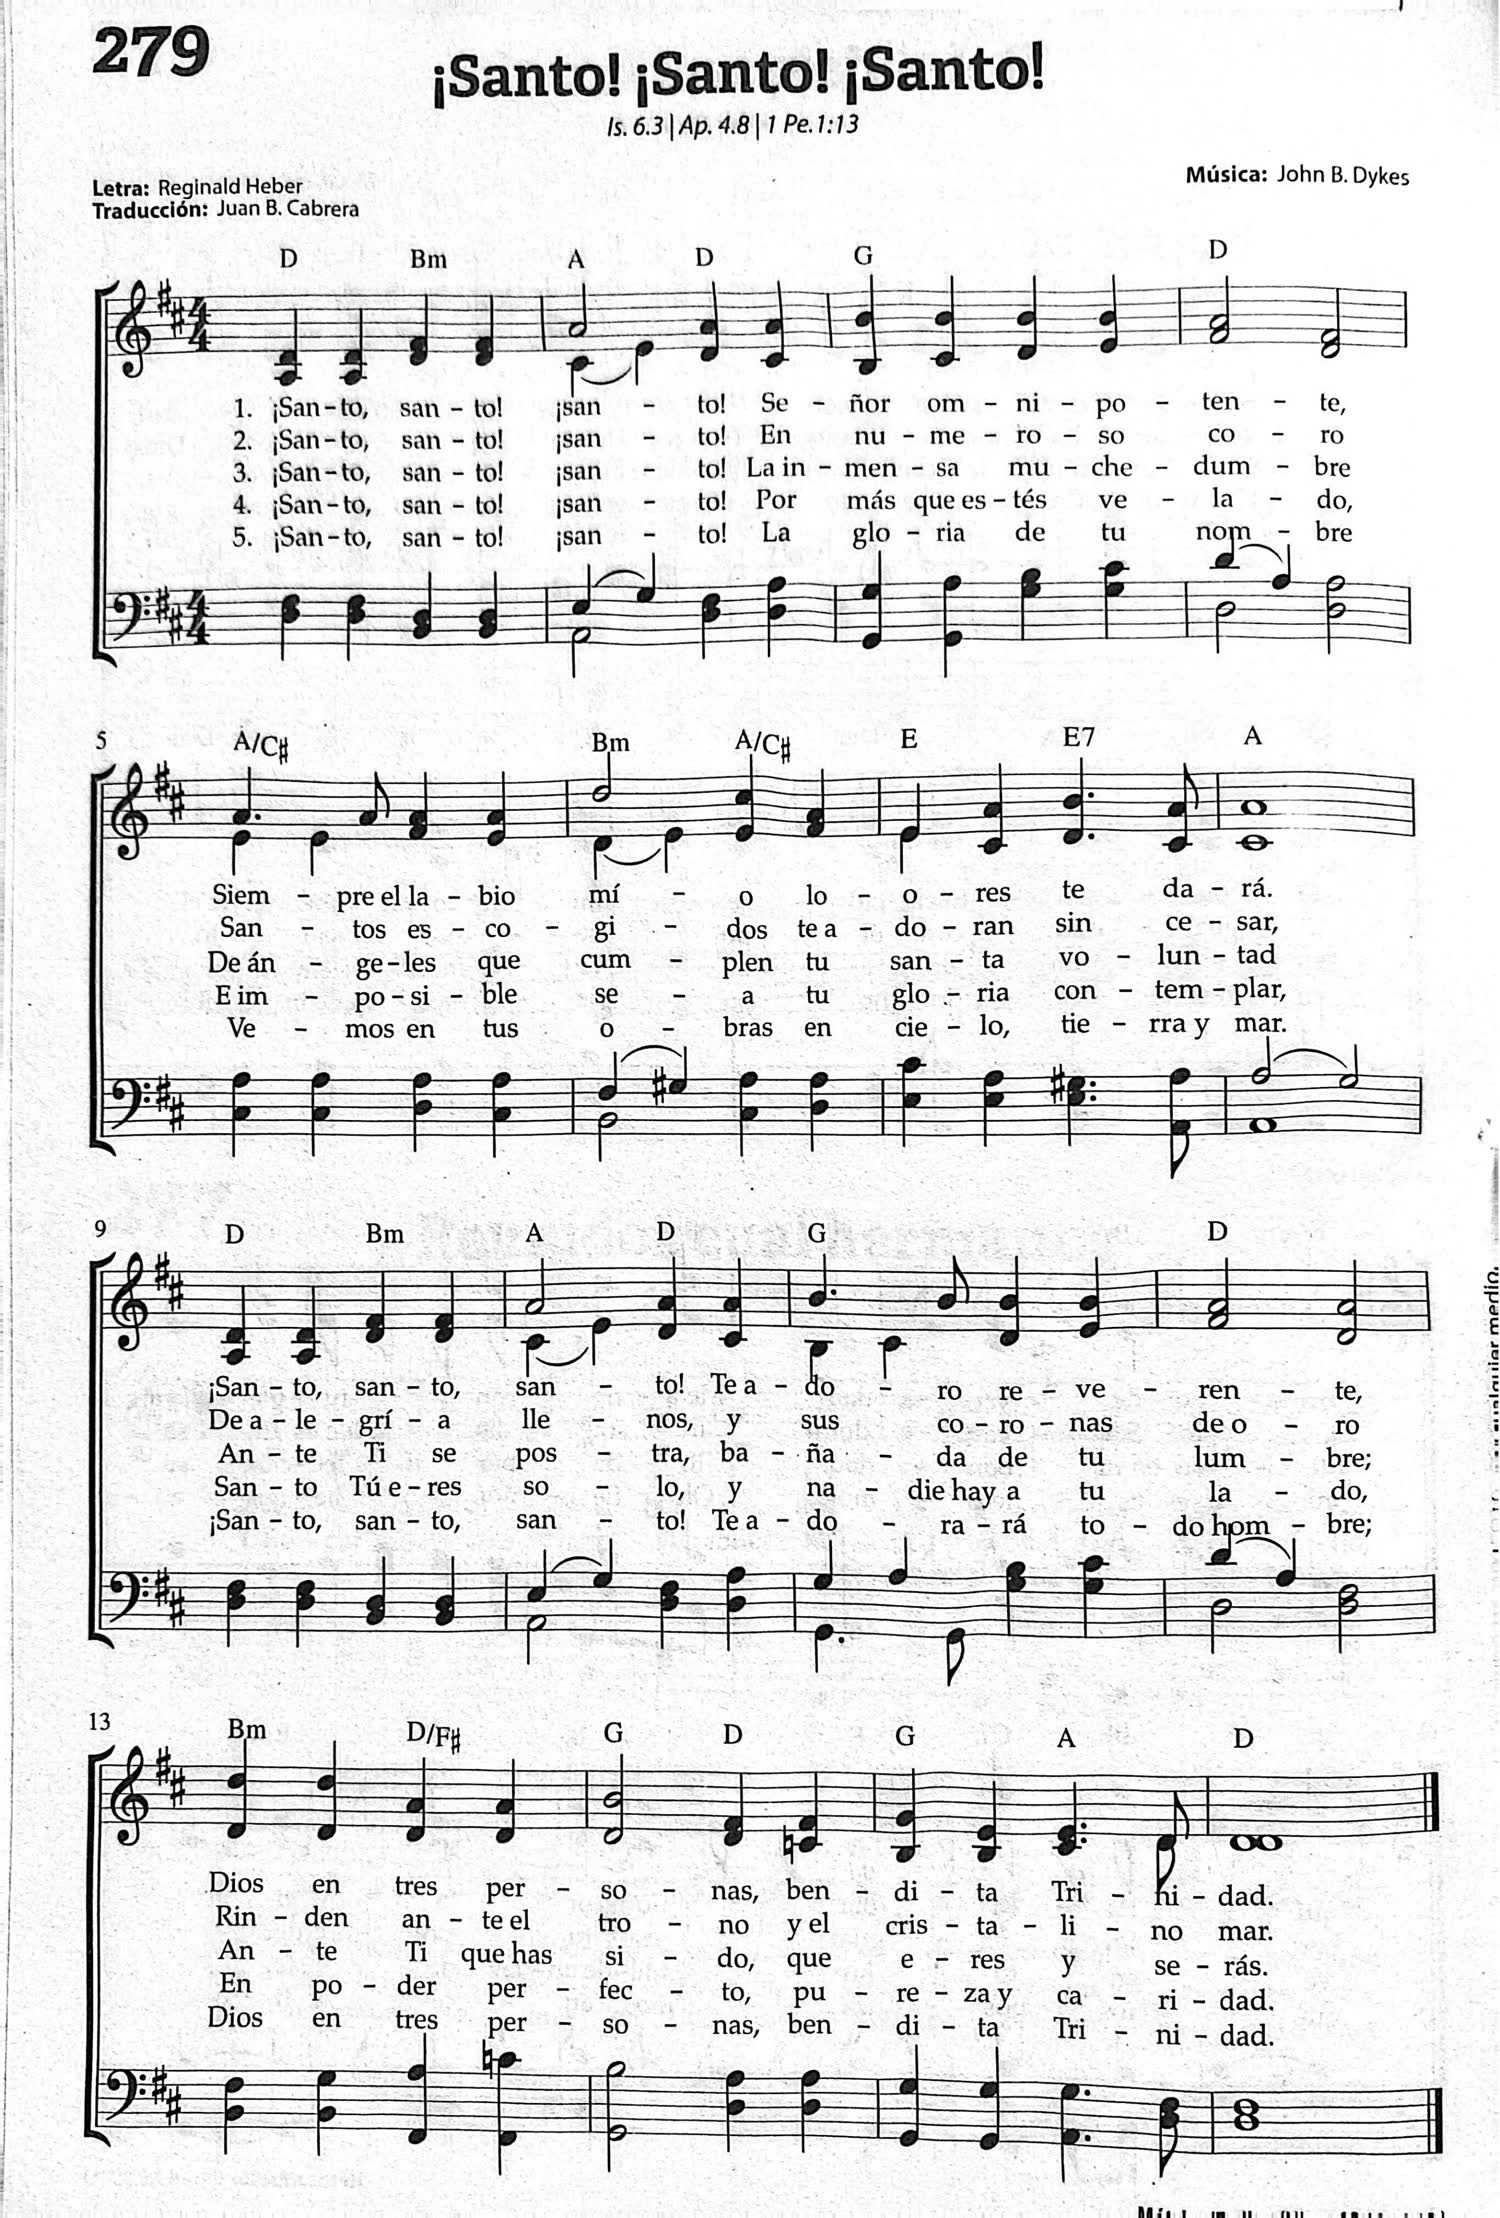 279
¡Santo! ¡Santo! ¡Santo!
Is. 6.3 | Ap. 4.8 | 1 Pe. 1:13
Letra: Reginald Heber
Música: John B. Dykes
Traducción: Juan B. Cabrera
D Bm A D G D
1. ¡San – to, san – to! ¡san – to! Se – ñor om – ni – po – ten – te,
2. ¡San – to, san – to! ¡san – to! En nu – me – ro – so co – ro
3. ¡San – to, san – to! ¡san – to! La in – men – sa mu – che – dum – bre
4. ¡San – to, san – to! ¡san – to! Por más que es – tés ve – la – do,
5. ¡San – to, san – to! ¡san – to! La glo – ria de tu nom – bre
5 A/C♯ Bm A/C♯ E E7 A
Siem – pre el la – bio mí – o lo – o – res te da – rá.
San – tos es – co – gi – dos te a – do – ran sin ce – sar,
De án – ge – les que cum – plen tu san – ta vo – lun – tad
E im – po – si – ble se – a tu glo – ria con – tem – plar,
Ve – mos en tus o – bras en cie – lo, tie – rra y mar.
9 D Bm A D G D
¡San – to, san – to, san – to! Te a – do – ro re – ve – ren – te,
De a – le – grí – a lle – nos, y sus co – ro – nas de o – ro
An – te Ti se pos – tra, ba – ña – da de tu lum – bre;
San – to Tú e – res so – lo, y na – die hay a tu la – do,
¡San – to, san – to, san – to! Te a – do – ra – rá to – do hom – bre;
13 Bm D/F♯ G D G A D
Dios en tres per – so – nas, ben – di – ta Tri – ni – dad.
Rin – den an – te el tro – no y el cris – ta – li – no mar.
An – te Ti que has si – do, que e – res y se – rás.
En po – der per – fec – to, pu – re – za y ca – ri – dad.
Dios en tres per – so – nas, ben – di – ta Tri – ni – dad.
cualquier medio,